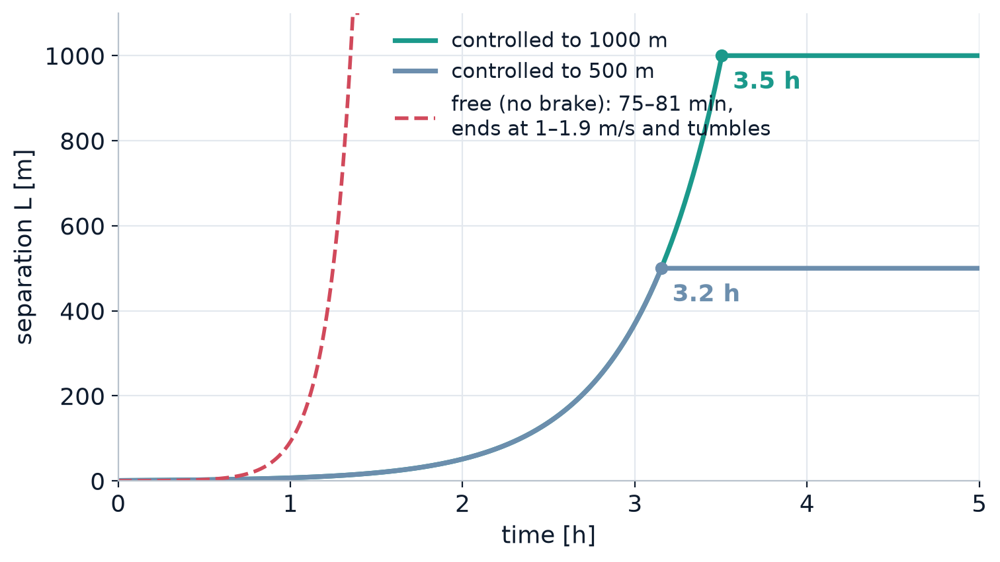 controlled to 1000 m
controlled to 500 m
free (no brake): 75–81 min,
ends at 1–1.9 m/s and tumbles
3.5 h
3.2 h
separation L [m]
1000
800
600
400
200
0
0 1 2 3 4 5
time [h]